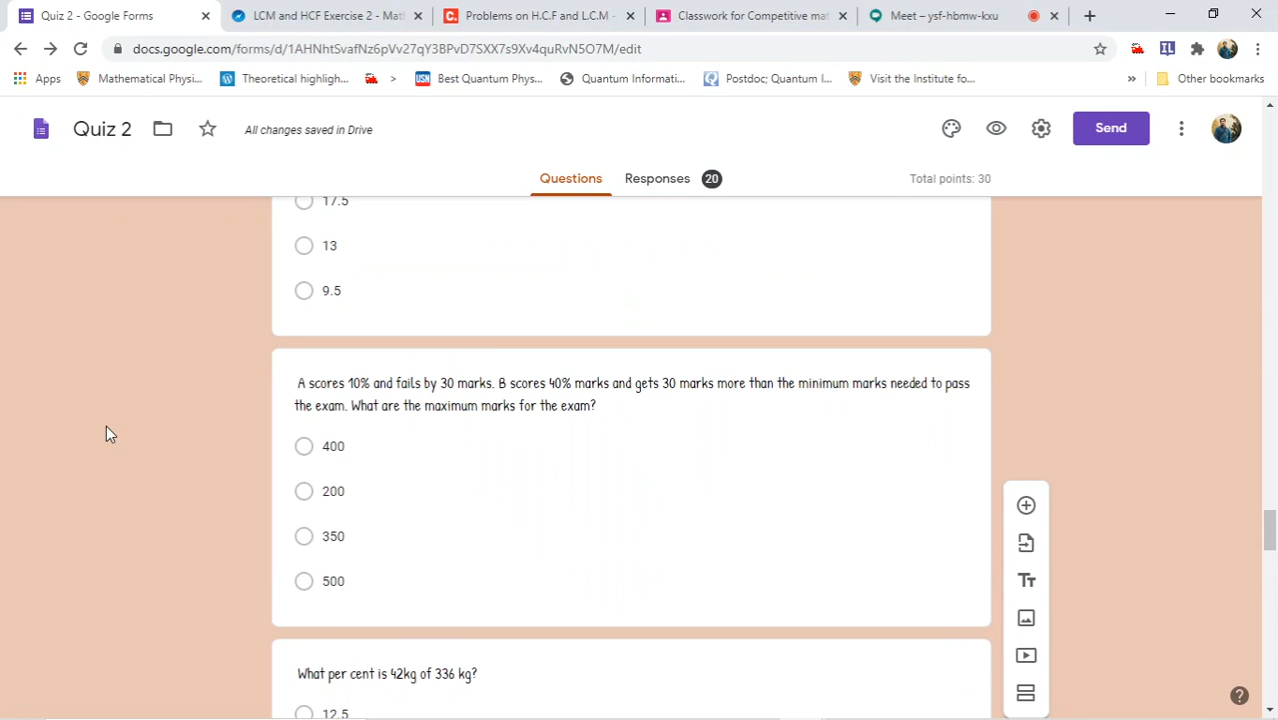 Quiz 2 - Google Forms
LCM and HCF Exercise 2 - Mat
Problems on H.C.F and L.C.M -
Classwork for Competitive mat
Meet – ysf-hbmw-kxu
docs.google.com/forms/d/1AHNhtSvafNz6pVv27qY3BPvD7SXX7s9Xv4quRvN5O7M/edit
Apps
Mathematical Physi...
Theoretical highligh...
>
Best Quantum Phys...
Quantum Informati...
Postdoc; Quantum I...
Visit the Institute fo...
»
Other bookmarks
Quiz 2
All changes saved in Drive
Send
Questions
Responses 20
Total points: 30
17.5
13
9.5
A scores 10% and fails by 30 marks. B scores 40% marks and gets 30 marks more than the minimum marks needed to pass
the exam. What are the maximum marks for the exam?
400
200
350
500
What per cent is 42kg of 336 kg?
12.5